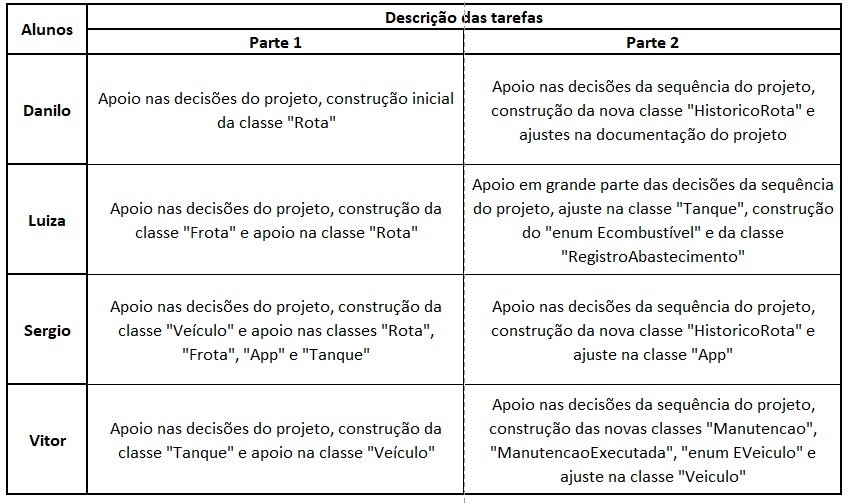 Alunos
Descrição das tarefas
Parte 1
Parte 2
Danilo
Apoio nas decisões do projeto, construção inicial
da classe "Rota"
Apoio nas decisões da sequência do projeto,
construção da nova classe "HistoricoRota" e
ajustes na documentação do projeto
Luiza
Apoio nas decisões do projeto, construção da
classe "Frota" e apoio na classe "Rota"
Apoio em grande parte das decisões da sequência
do projeto, ajuste na classe "Tanque", construção
do "enum Ecombustível" e da classe
"RegistroAbastecimento"
Sergio
Apoio nas decisões do projeto, construção da
classe "Veículo" e apoio nas classes "Rota",
"Frota", "App" e "Tanque"
Apoio nas decisões da sequência do projeto,
construção da nova classe "HistoricoRota" e
ajuste na classe "App"
Vitor
Apoio nas decisões do projeto, construção da
classe "Tanque" e apoio na classe "Veículo"
Apoio nas decisões da sequência do projeto,
construção das novas classes "Manutencao",
"ManutencaoExecutada", "enum EVeiculo" e
ajuste na classe "Veiculo"